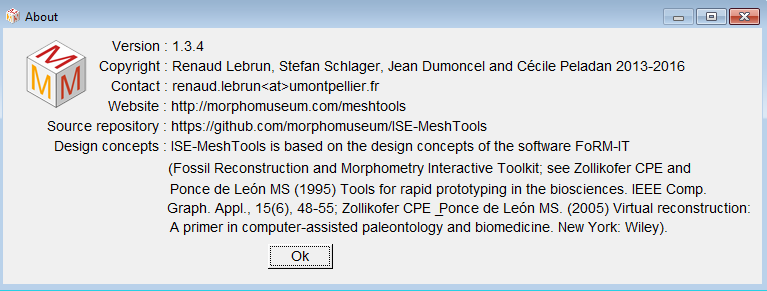 About
M M M
Version : 1.3.4
Copyright : Renaud Lebrun, Stefan Schlager, Jean Dumoncel and Cécile Peladan 2013-2016
Contact : renaud.lebrun<at>umontpellier.fr
Website : http://morphomuseum.com/meshtools
Source repository : https://github.com/morphomuseum/ISE-MeshTools
Design concepts : ISE-MeshTools is based on the design concepts of the software FoRM-IT
(Fossil Reconstruction and Morphometry Interactive Toolkit; see Zollikofer CPE and
Ponce de León MS (1995) Tools for rapid prototyping in the biosciences. IEEE Comp.
Graph. Appl., 15(6), 48-55; Zollikofer CPE _Ponce de León MS. (2005) Virtual reconstruction:
A primer in computer-assisted paleontology and biomedicine. New York: Wiley).
Ok